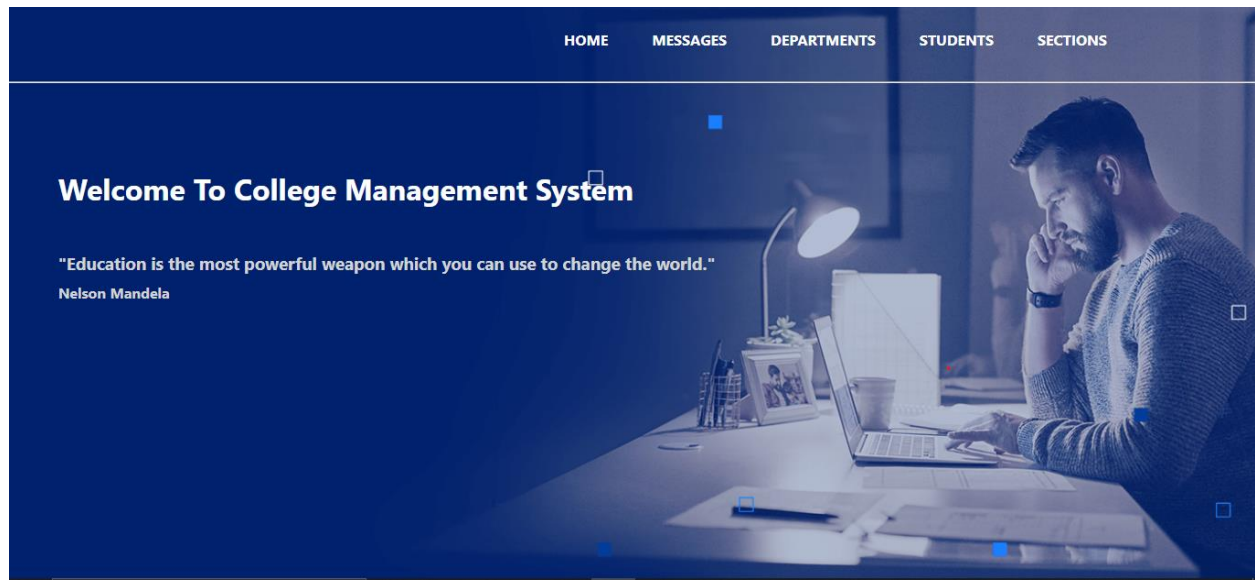 HOME MESSAGES DEPARTMENTS STUDENTS SECTIONS
Welcome To College Management System
"Education is the most powerful weapon which you can use to change the world."
Nelson Mandela